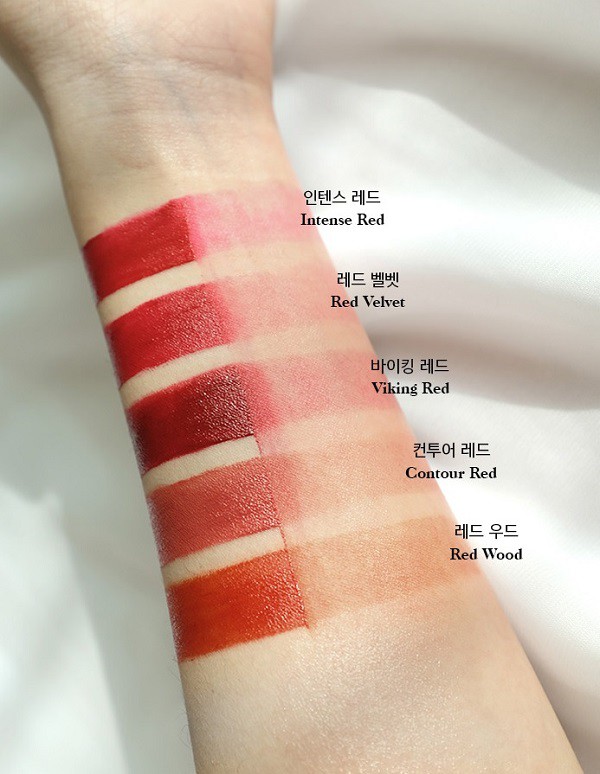 인텐스 레드
Intense Red
레드 벨벳
Red Velvet
바이킹 레드
Viking Red
컨투어 레드
Contour Red
레드 우드
Red Wood